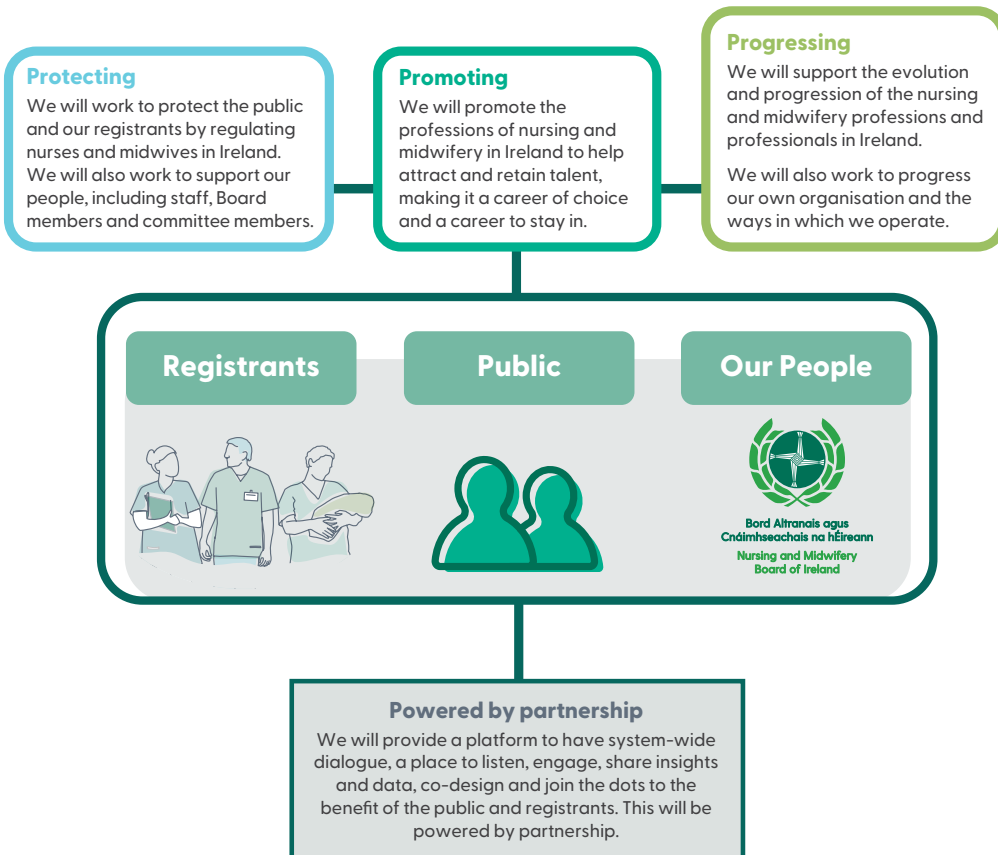 Protecting
We will work to protect the public
and our registrants by regulating
nurses and midwives in Ireland.
We will also work to support our
people, including staff, Board
members and committee members.
Promoting
We will promote the
professions of nursing and
midwifery in Ireland to help
attract and retain talent,
making it a career of choice
and a career to stay in.
Progressing
We will support the evolution
and progression of the nursing
and midwifery professions and
professionals in Ireland.
We will also work to progress
our own organisation and the
ways in which we operate.
Registrants
Public
Our People
Bord Altranais agus
Cnáimhseachais na hÉireann
Nursing and Midwifery
Board of Ireland
Powered by partnership
We will provide a platform to have system-wide
dialogue, a place to listen, engage, share insights
and data, co-design and join the dots to the
benefit of the public and registrants. This will be
powered by partnership.